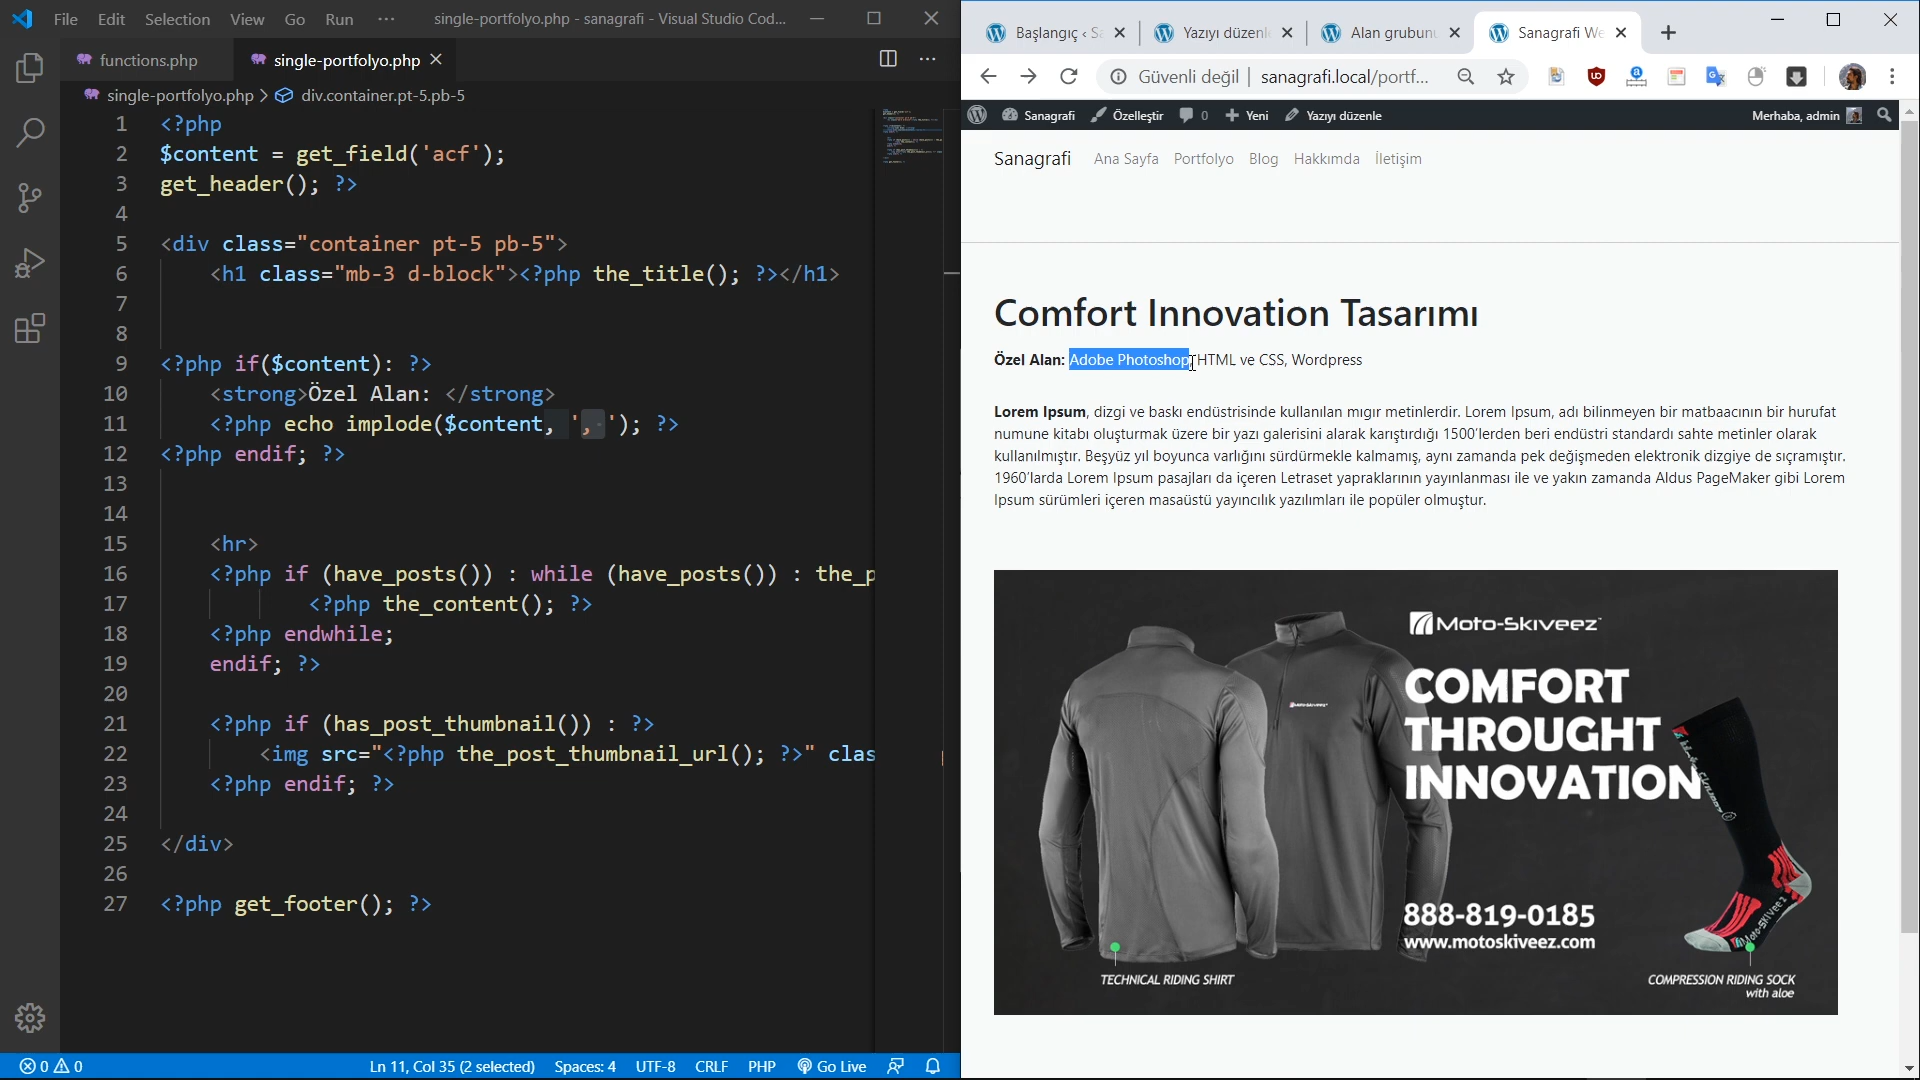 File Edit Selection View Go Run ··· single-portfolyo.php - sanagrafi - Visual Studio Cod...
functions.php single-portfolyo.php
single-portfolyo.php > div.container.pt-5.pb-5
1 <?php
2 $content = get_field('acf');
3 get_header(); ?>
4
5 <div class="container pt-5 pb-5">
6 <h1 class="mb-3 d-block"><?php the_title(); ?></h1>
7
8
9 <?php if($content): ?>
10 <strong>Özel Alan: </strong>
11 <?php echo implode($content, ', '); ?>
12 <?php endif; ?>
13
14
15 <hr>
16 <?php if (have_posts()) : while (have_posts()) : the_p
17 <?php the_content(); ?>
18 <?php endwhile;
19 endif; ?>
20
21 <?php if (has_post_thumbnail()) : ?>
22 <img src="<?php the_post_thumbnail_url(); ?>" clas
23 <?php endif; ?>
24
25 </div>
26
27 <?php get_footer(); ?>
0 0 Ln 11, Col 35 (2 selected) Spaces: 4 UTF-8 CRLF PHP Go Live
Başlangıç ‹ Sa Yazıyı düzenle Alan grubunu Sanagrafi We
Güvenli değil | sanagrafi.local/portf...
Sanagrafi Özelleştir 0 Yeni Yazıyı düzenle Merhaba, admin
Sanagrafi Ana Sayfa Portfolyo Blog Hakkımda İletişim
Comfort Innovation Tasarımı
Özel Alan: Adobe Photoshop, HTML ve CSS, Wordpress
Lorem Ipsum, dizgi ve baskı endüstrisinde kullanılan mıgır metinlerdir. Lorem Ipsum, adı bilinmeyen bir matbaacının bir hurufat
numune kitabı oluşturmak üzere bir yazı galerisini alarak karıştırdığı 1500'lerden beri endüstri standardı sahte metinler olarak
kullanılmıştır. Beşyüz yıl boyunca varlığını sürdürmekle kalmamış, aynı zamanda pek değişmeden elektronik dizgiye de sıçramıştır.
1960'larda Lorem Ipsum pasajları da içeren Letraset yapraklarının yayınlanması ile ve yakın zamanda Aldus PageMaker gibi Lorem
Ipsum sürümleri içeren masaüstü yayıncılık yazılımları ile popüler olmuştur.
Moto-Skiveez
COMFORT
THROUGHT
INNOVATION
888-819-0185
www.motoskiveez.com
TECHNICAL RIDING SHIRT
COMPRESSION RIDING SOCK
with aloe